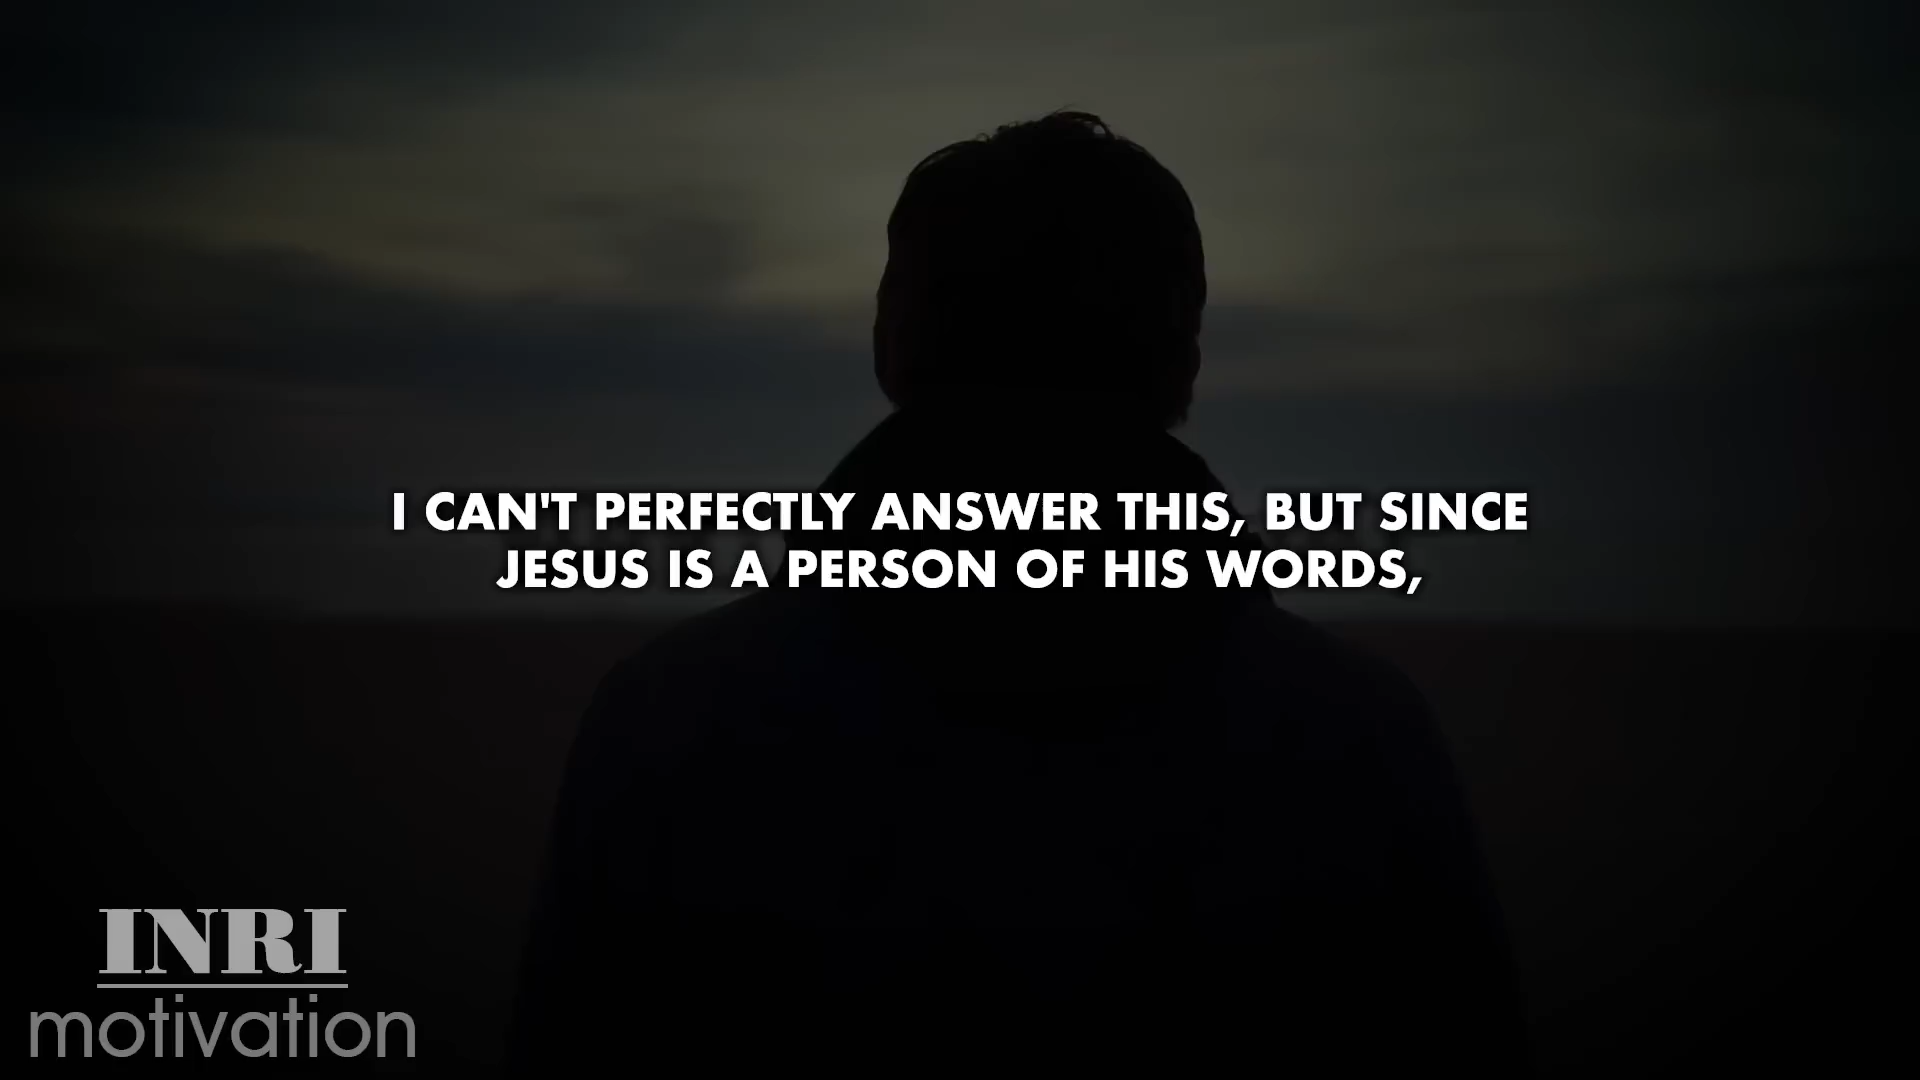 I CAN'T PERFECTLY ANSWER THIS, BUT SINCE
JESUS IS A PERSON OF HIS WORDS,
INRI
motivation